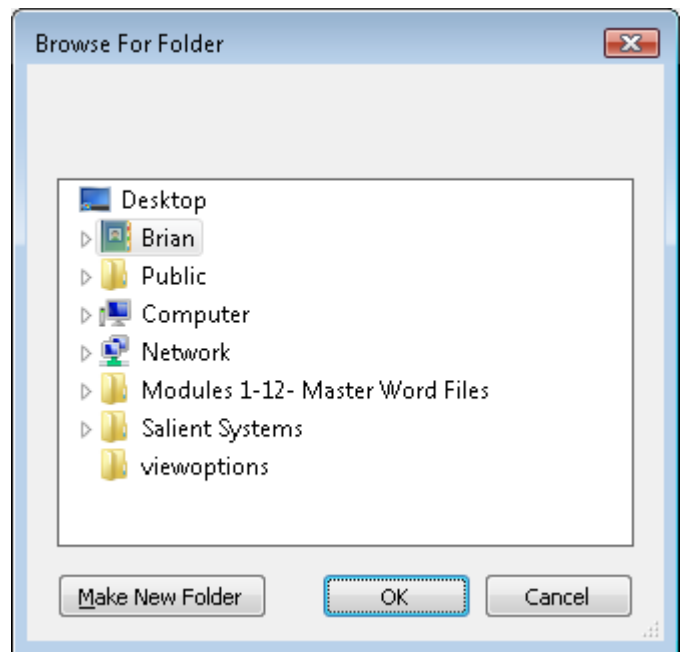 Browse For Folder
Desktop
Brian
Public
Computer
Network
Modules 1-12- Master Word Files
Salient Systems
viewoptions
Make New Folder OK Cancel